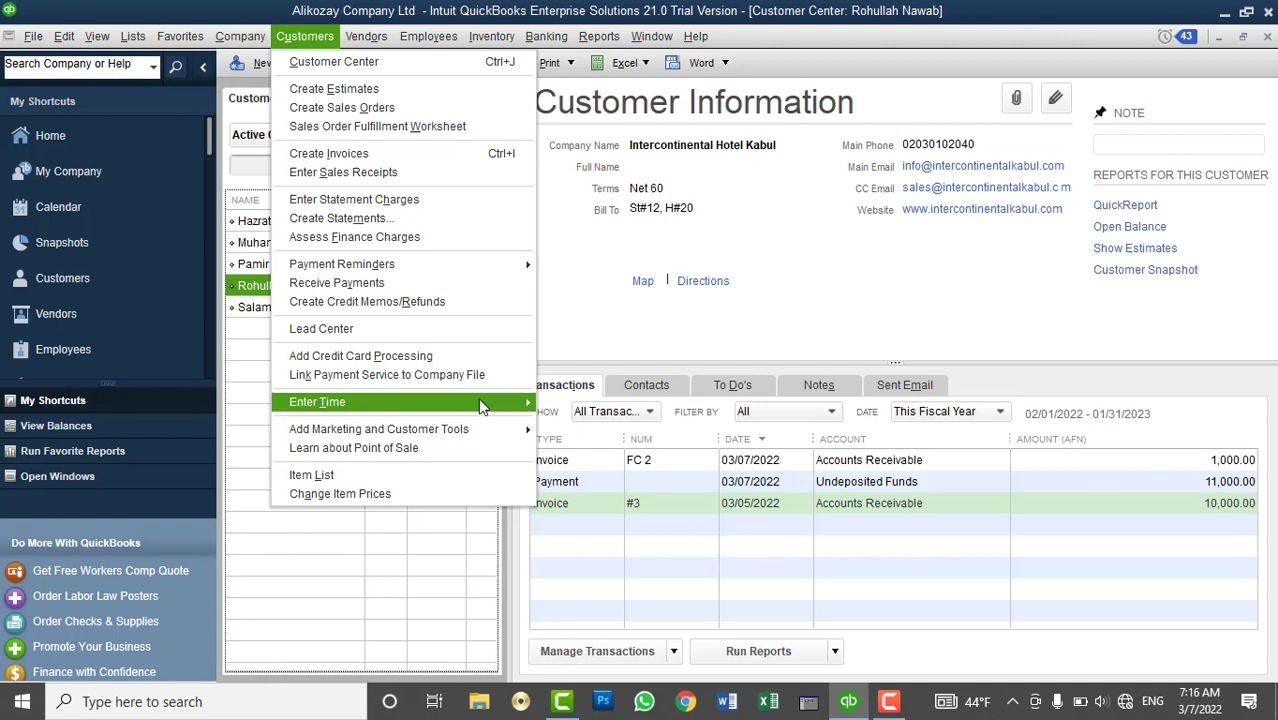 Alikozay Company Ltd - Intuit QuickBooks Enterprise Solutions 21.0 Trial Version - [Customer Center: Rohullah Nawab]
File Edit View Lists Favorites Company Customers Vendors Employees Inventory Banking Reports Window Help 43
Search Company or Help
My Shortcuts
Home
My Company
Calendar
Snapshots
Customers
Vendors
Employees
My Shortcuts
View Balances
Run Favorite Reports
Open Windows
Do More With QuickBooks
Get Free Workers Comp Quote
Order Labor Law Posters
Order Checks & Supplies
Promote Your Business
Finance with Confidence
Customer Center Ctrl+J
Create Estimates
Create Sales Orders
Sales Order Fulfillment Worksheet
Create Invoices Ctrl+I
Enter Sales Receipts
Enter Statement Charges
Create Statements...
Assess Finance Charges
Payment Reminders
Receive Payments
Create Credit Memos/Refunds
Lead Center
Add Credit Card Processing
Link Payment Service to Company File
Enter Time
Add Marketing and Customer Tools
Learn about Point of Sale
Item List
Change Item Prices
NAME
Hazrat
Pamir
Salam
Print Excel Word
Customer Information
Company Name Intercontinental Hotel Kabul
Full Name
Terms Net 60
Bill To St#12, H#20
Map Directions
Main Phone 02030102040
Main Email info@intercontinentalkabul.com
CC Email sales@intercontinentalkabul.c m
Website www.intercontinentalkabul.com
NOTE
REPORTS FOR THIS CUSTOMER
QuickReport
Open Balance
Show Estimates
Customer Snapshot
ansactions Contacts To Do's Notes Sent Email
HOW All Transac... FILTER BY All DATE This Fiscal Year 02/01/2022 - 01/31/2023
YPE NUM DATE ACCOUNT AMOUNT (AFN)
nvoice FC 2 03/07/2022 Accounts Receivable 1,000.00
Payment 03/07/2022 Undeposited Funds 11,000.00
nvoice #3 03/05/2022 Accounts Receivable 10,000.00
Manage Transactions Run Reports
Type here to search
Ps
44°F
ENG
7:16 AM
3/7/2022